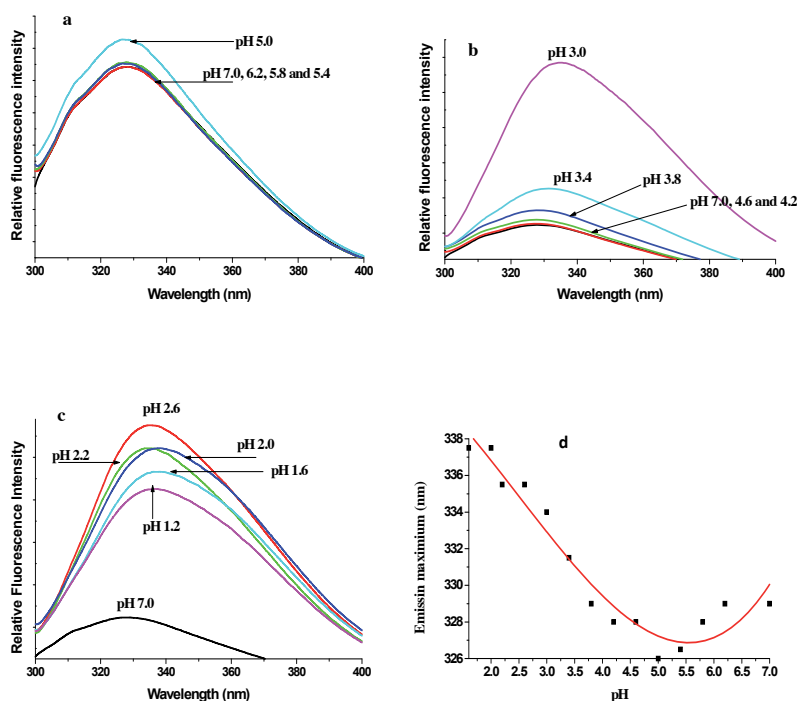 a
pH 5.0
pH 7.0, 6.2, 5.8 and 5.4
Relative fluorescence intensity
300 320 340 360 380 400
Wavelength (nm)
b
pH 3.0
pH 3.4
pH 3.8
pH 7.0, 4.6 and 4.2
Relative fluorescence intensity
300 320 340 360 380 400
Wavelength (nm)
c
pH 2.6
pH 2.0
pH 2.2
pH 1.6
pH 1.2
pH 7.0
Relative Fluorescence Intensity
300 320 340 360 380 400
Wavelength (nm)
d
338
336
334
332
330
328
326
Emissin maximium (nm)
2.0 2.5 3.0 3.5 4.0 4.5 5.0 5.5 6.0 6.5 7.0
pH